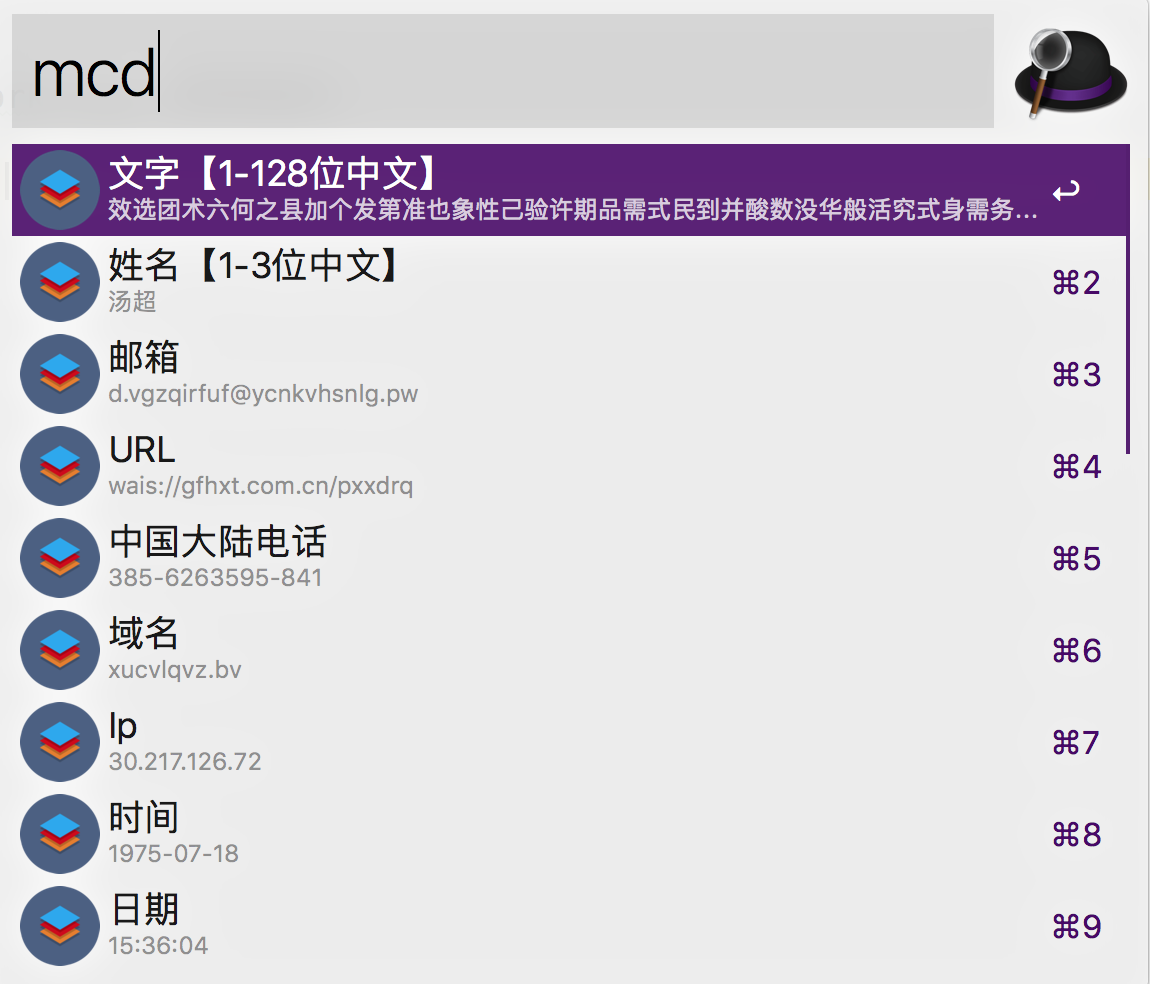 mcd
文字【1-128位中文】
效选团术六何之县加个发第准也象性己验许期品需式民到并酸数没华般活究式身需务...
姓名【1-3位中文】
汤超
⌘2
邮箱
d.vgzqirfuf@ycnkvhsnlg.pw
⌘3
URL
wais://gfhxt.com.cn/pxxdrq
⌘4
中国大陆电话
385-6263595-841
⌘5
域名
xucvlqvz.bv
⌘6
Ip
30.217.126.72
⌘7
时间
1975-07-18
⌘8
日期
15:36:04
⌘9